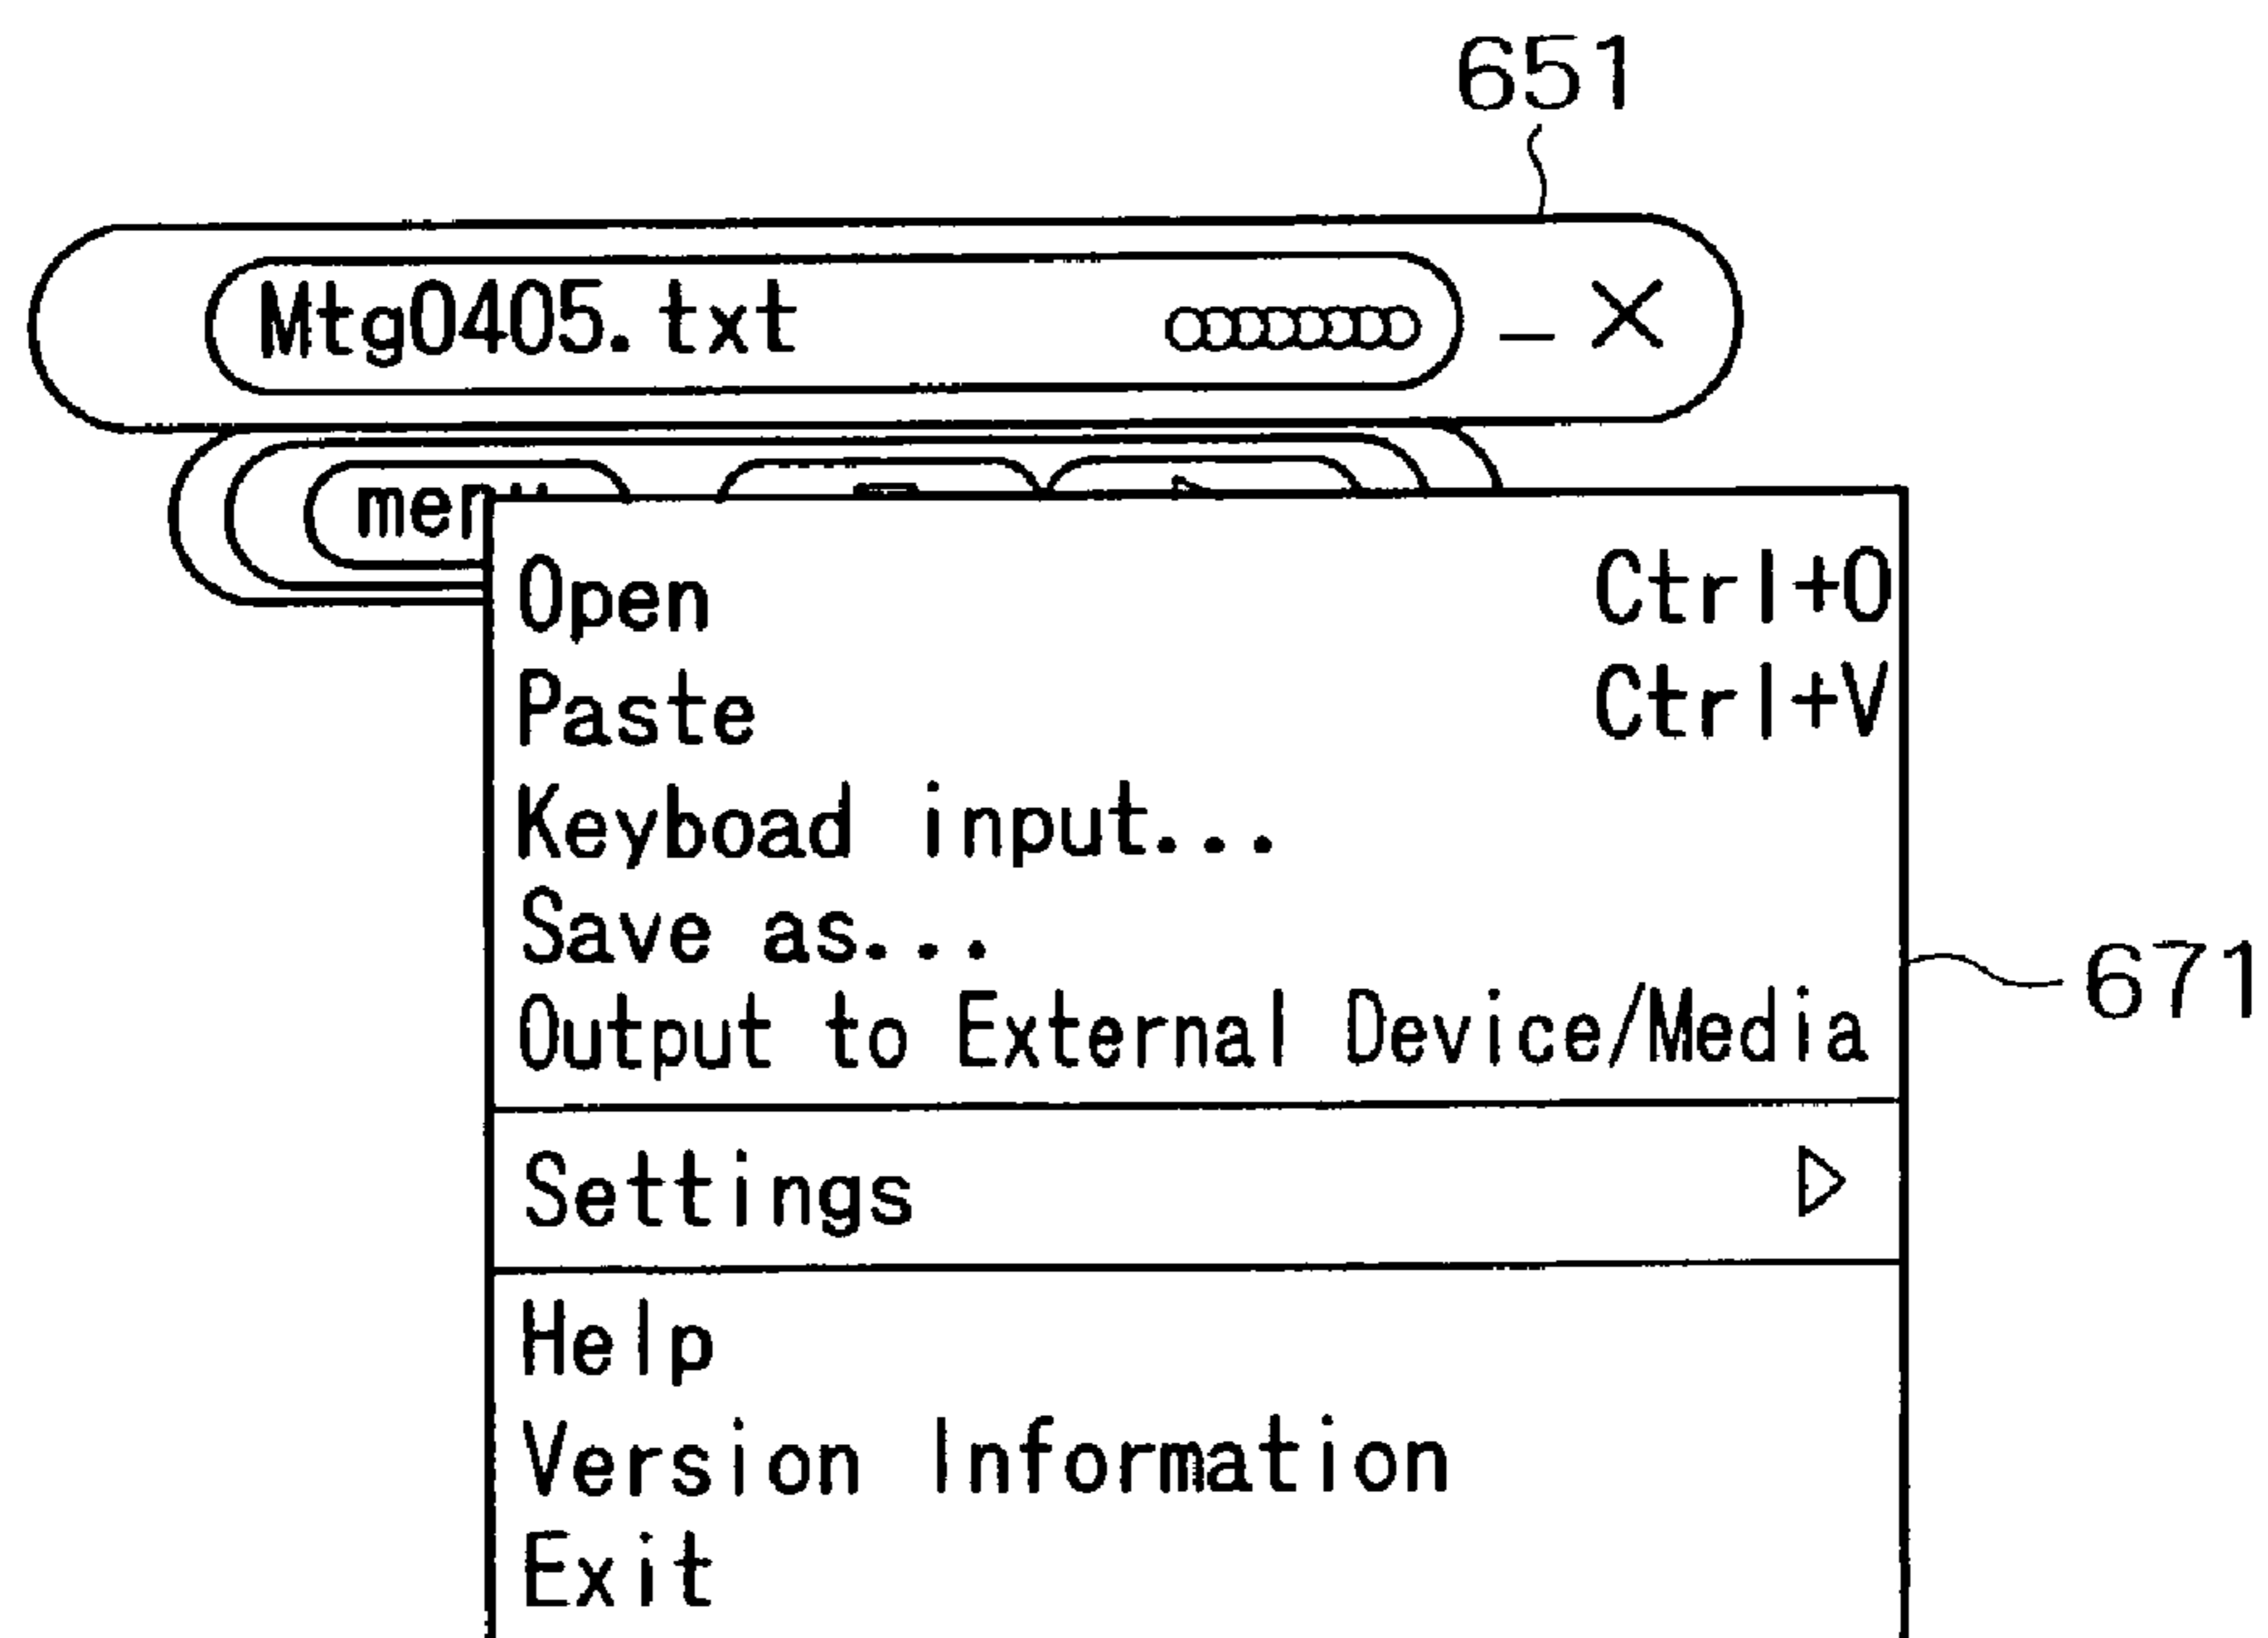 651
Mtg0405.txt _ X
menu
Open Ctrl+O
Paste Ctrl+V
Keyboad input...
Save as...
Output to External Device/Media
671
Settings
Help
Version Information
Exit